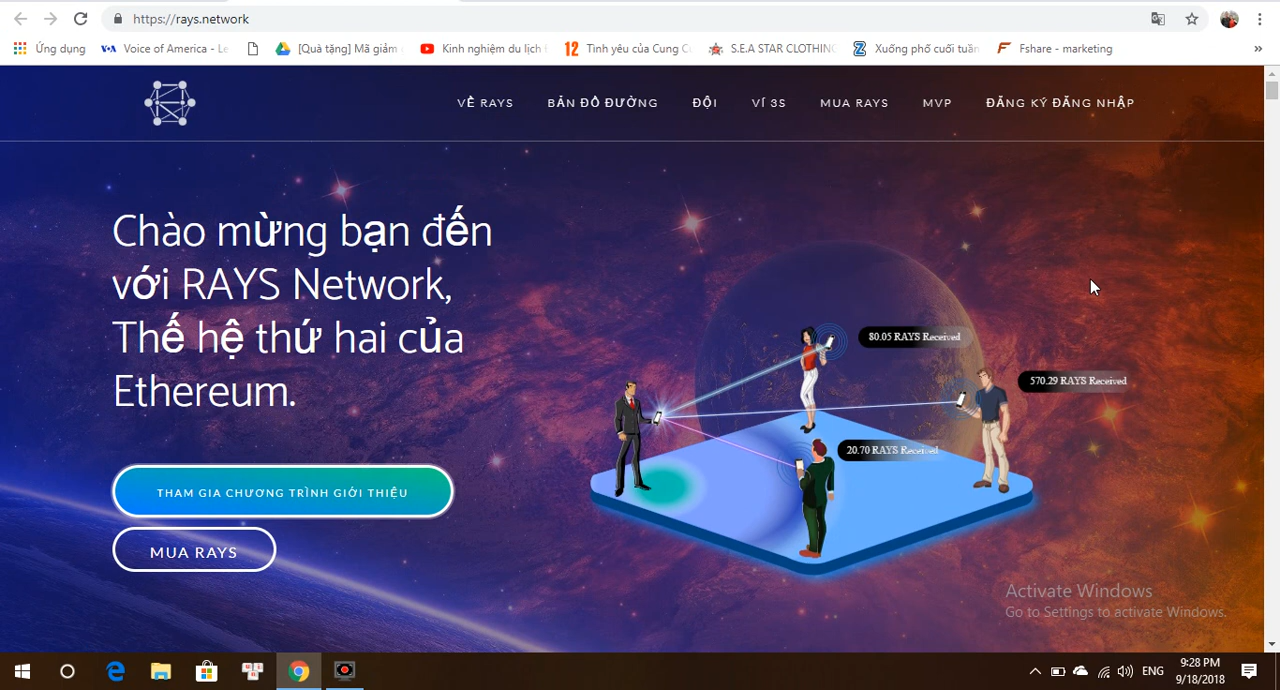 https://rays.network
Ứng dụng
VOA
Voice of America - Le
[Quà tặng] Mã giảm
Kinh nghiệm du lịch
12
Tình yêu của Cung C
S.E.A STAR CLOTHING
Z
Xuống phố cuối tuần
Fshare - marketing
»
VỀ RAYS
BẢN ĐỒ ĐƯỜNG
ĐỘI
VÍ 3S
MUA RAYS
MVP
ĐĂNG KÝ ĐĂNG NHẬP
Chào mừng bạn đến
với RAYS Network,
Thế hệ thứ hai của
Ethereum.
80.05 RAYS Received
570.29 RAYS Received
20.70 RAYS Received
THAM GIA CHƯƠNG TRÌNH GIỚI THIỆU
MUA RAYS
Activate Windows
Go to Settings to activate Windows.
ENG
9:28 PM
9/18/2018